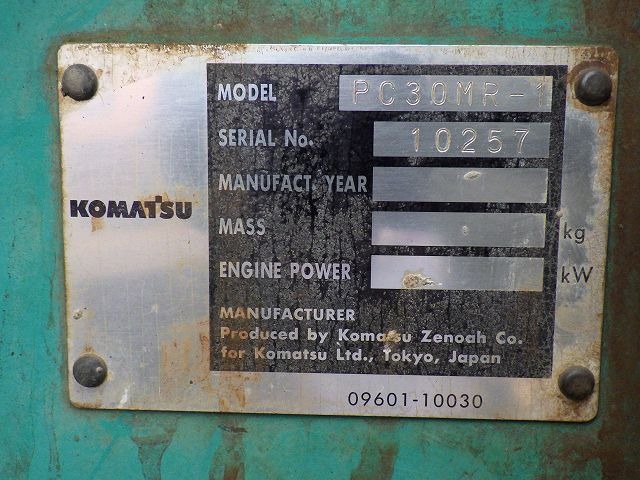 MODEL PC30MR-1
SERIAL No. 10257
MANUFACT. YEAR
KOMATSU
MASS kg
ENGINE POWER kW
MANUFACTURER
Produced by Komatsu Zenoah Co.
for Komatsu Ltd., Tokyo, Japan
09601-10030